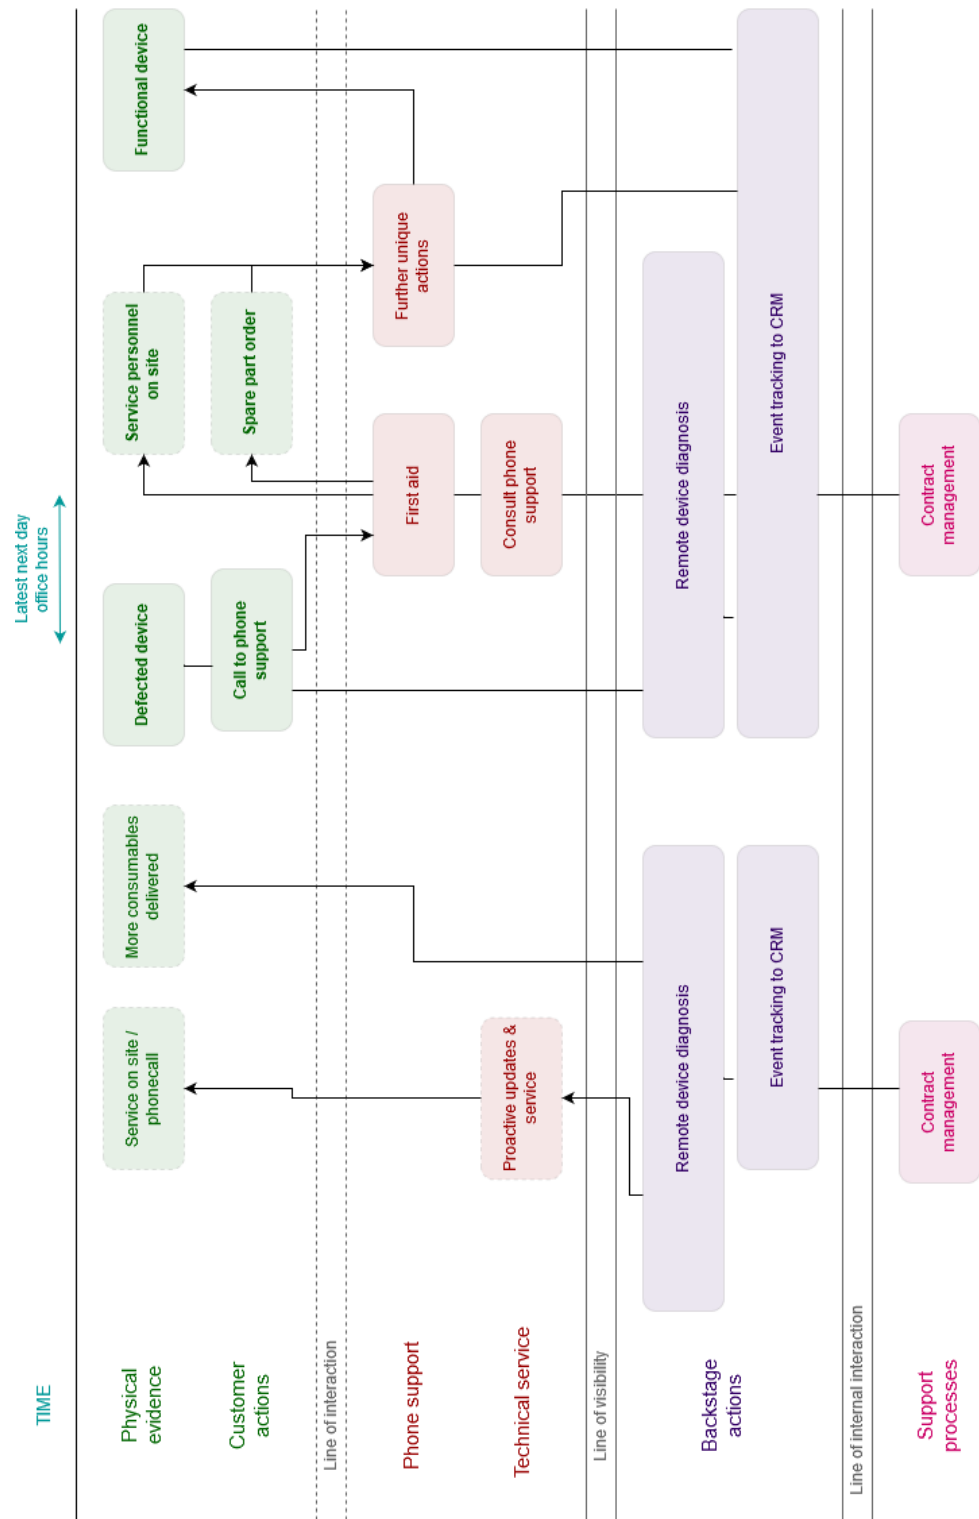 TIME
Latest next day
office hours
Physical
evidence
Service on site /
phonecall
More consumables
delivered
Defected device
Service personnel
on site
Functional device
Customer
actions
Call to phone
support
Spare part order
Line of interaction
Phone support
First aid
Further unique
actions
Technical service
Proactive updates &
service
Consult phone
support
Line of visibility
Backstage
actions
Remote device diagnosis
Remote device diagnosis
Event tracking to CRM
Event tracking to CRM
Line of internal interaction
Support
processes
Contract
management
Contract
management